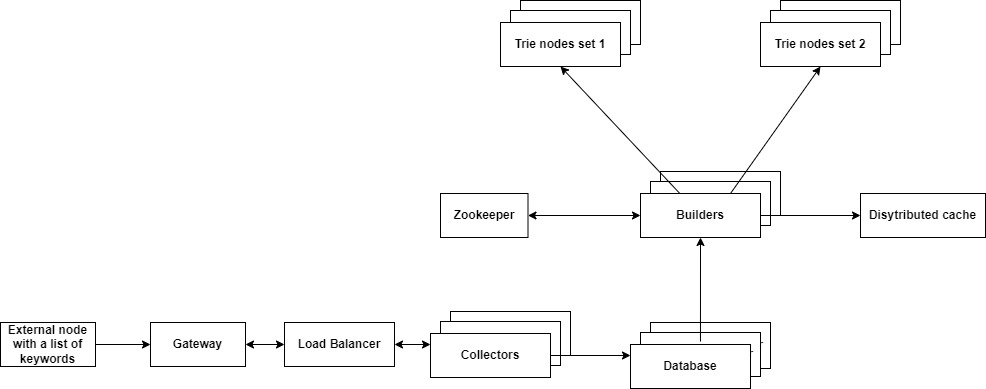 Trie nodes set 1
Trie nodes set 2
Zookeeper
Builders
Disytributed cache
External node
with a list of
keywords
Gateway
Load Balancer
Collectors
Database